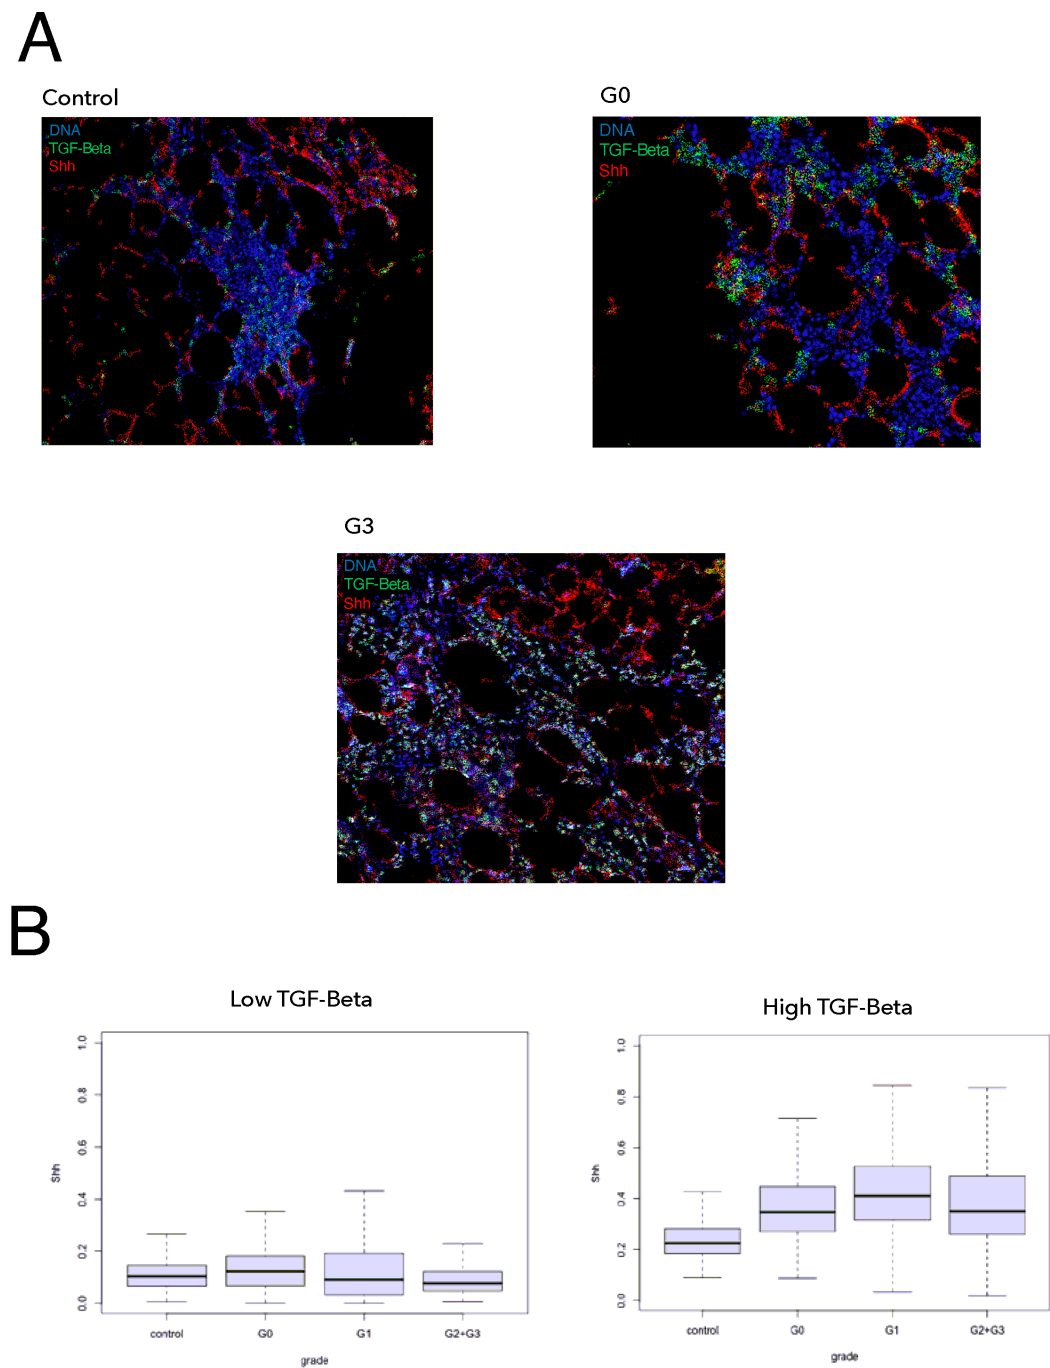 A
Control
DNA
TGF-Beta
Shh
G0
DNA
TGF-Beta
Shh
G3
DNA
TGF-Beta
Shh
B
Low TGF-Beta
1.0
0.8
0.6
0.4
0.2
0.0
Shh
control G0 G1 G2+G3
grade
High TGF-Beta
1.0
0.8
0.6
0.4
0.2
0.0
Shh
control G0 G1 G2+G3
grade